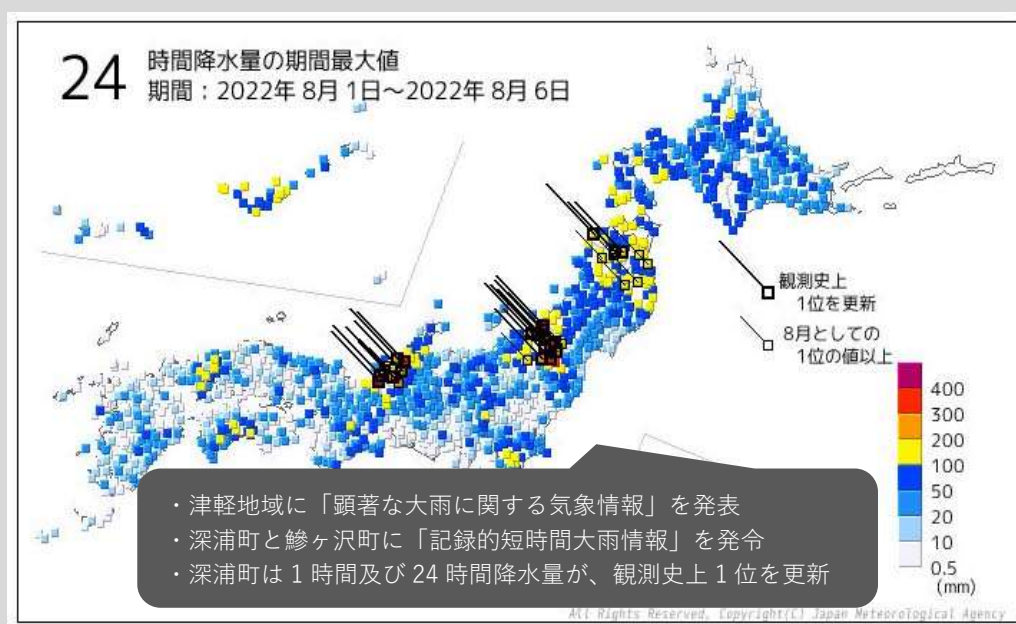 24
時間降水量の期間最大値
期間：2022年 8月 1日～2022年 8月 6日
観測史上
1位を更新
8月としての
1位の値以上
400
300
200
100
50
20
10
0.5
(mm)
・津軽地域に「顕著な大雨に関する気象情報」を発表
・深浦町と鰺ヶ沢町に「記録的短時間大雨情報」を発令
・深浦町は 1 時間及び 24 時間降水量が、観測史上 1 位を更新
All Rights Reserved, Copyright(C) Japan Meteorological Agency